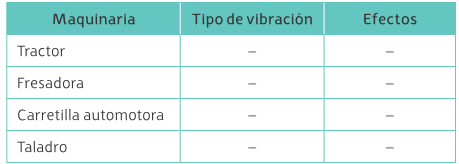 Maquinaria Tipo de vibración Efectos
Tractor – –
Fresadora – –
Carretilla automotora – –
Taladro – –